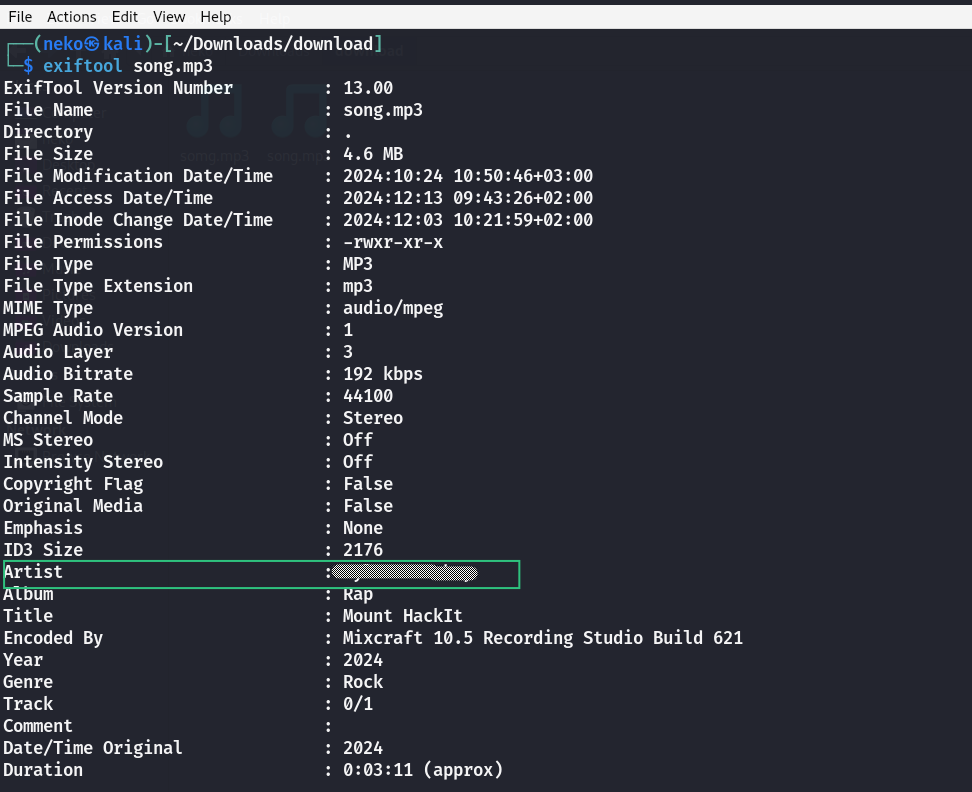 File Actions Edit View Help
┌──(neko㉿kali)-[~/Downloads/download]
└─$ exiftool song.mp3
ExifTool Version Number : 13.00
File Name : song.mp3
Directory : .
File Size : 4.6 MB
File Modification Date/Time : 2024:10:24 10:50:46+03:00
File Access Date/Time : 2024:12:13 09:43:26+02:00
File Inode Change Date/Time : 2024:12:03 10:21:59+02:00
File Permissions : -rwxr-xr-x
File Type : MP3
File Type Extension : mp3
MIME Type : audio/mpeg
MPEG Audio Version : 1
Audio Layer : 3
Audio Bitrate : 192 kbps
Sample Rate : 44100
Channel Mode : Stereo
MS Stereo : Off
Intensity Stereo : Off
Copyright Flag : False
Original Media : False
Emphasis : None
ID3 Size : 2176
Artist :
Album : Rap
Title : Mount HackIt
Encoded By : Mixcraft 10.5 Recording Studio Build 621
Year : 2024
Genre : Rock
Track : 0/1
Comment :
Date/Time Original : 2024
Duration : 0:03:11 (approx)